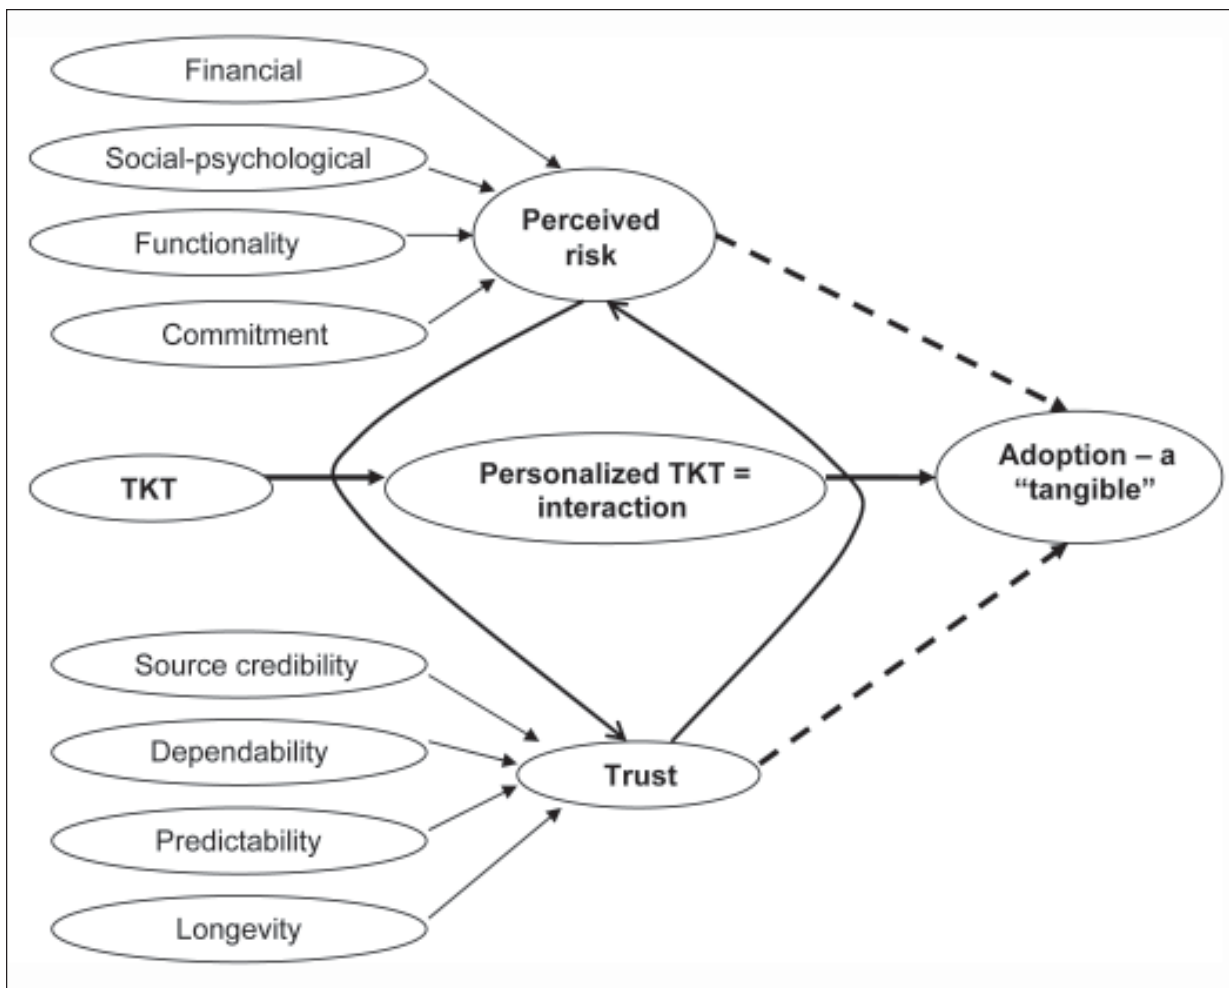 Financial
Social-psychological
Functionality
Commitment
Perceived
risk
TKT
Personalized TKT =
interaction
Adoption – a
“tangible”
Source credibility
Dependability
Predictability
Longevity
Trust